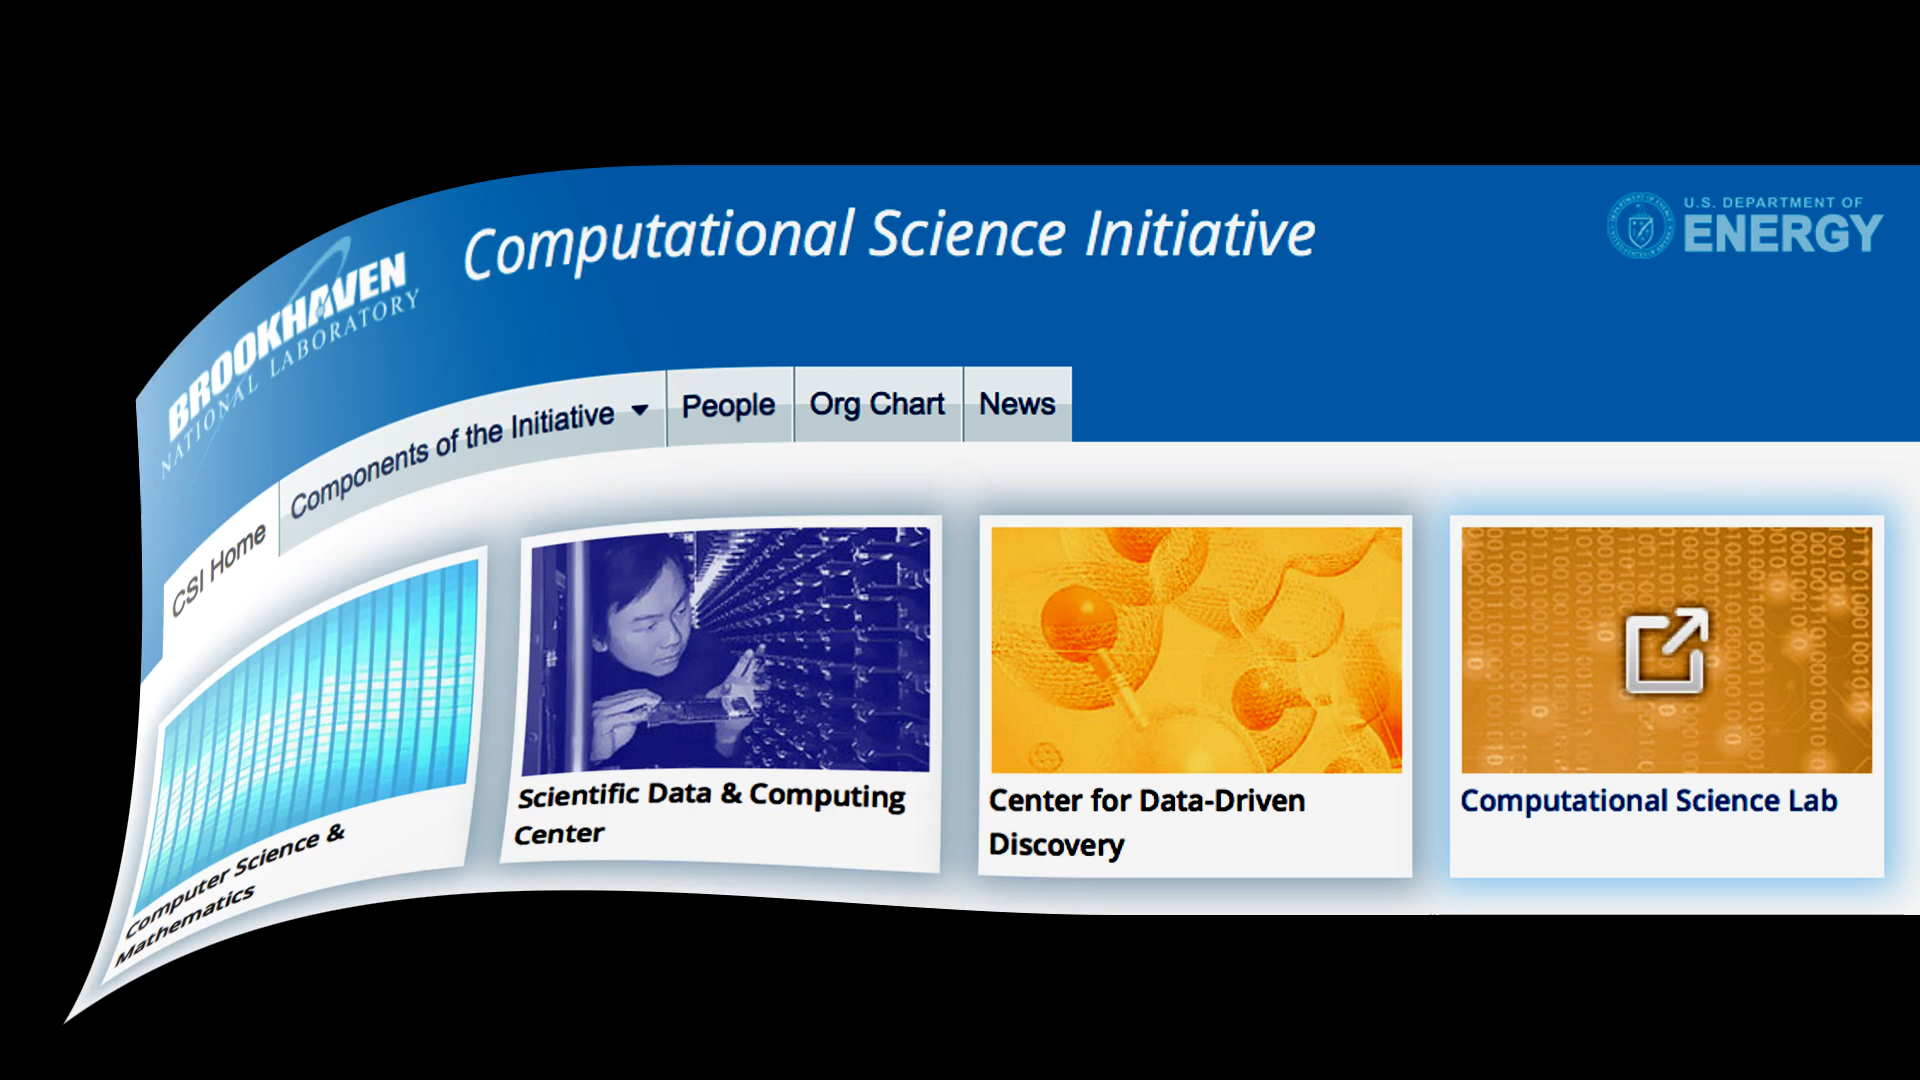 BROOKHAVEN
NATIONAL LABORATORY
Computational Science Initiative
U.S. DEPARTMENT OF
ENERGY
CSI Home
Components of the Initiative
People
Org Chart
News
Computer Science &
Mathematics
Scientific Data & Computing
Center
Center for Data-Driven
Discovery
Computational Science Lab